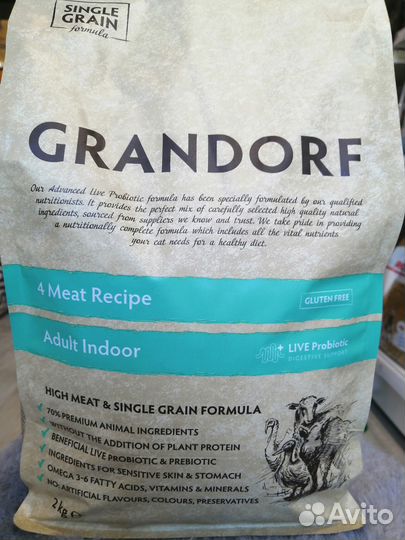 SINGLE
GRAIN
formula
GRANDORF
Our Advanced live Probiotic formula has been specially formulated by our qualified
nutritionists. It provides the perfect mix of carefully selected high quality natural
ingredients, sourced from suppliers we know and trust. We take pride in providing
a nutritionally complete formula which includes all the vital nutrients
your cat needs for a healthy diet.
4 Meat Recipe
GLUTEN FREE
Adult Indoor
LIVE Probiotic
DIGESTIVE SUPPORT
HIGH MEAT & SINGLE GRAIN FORMULA
✓ 70% PREMIUM ANIMAL INGREDIENTS
✓ WITHOUT THE ADDITION OF PLANT PROTEIN
✓ BENEFICIAL LIVE PROBIOTIC & PREBIOTIC
✓ INGREDIENTS FOR SENSITIVE SKIN & STOMACH
✓ OMEGA 3-6 FATTY ACIDS, VITAMINS & MINERALS
✓ NO: ARTIFICIAL FLAVOURS, COLOURS, PRESERVATIVES
2 kg ℮
Avito